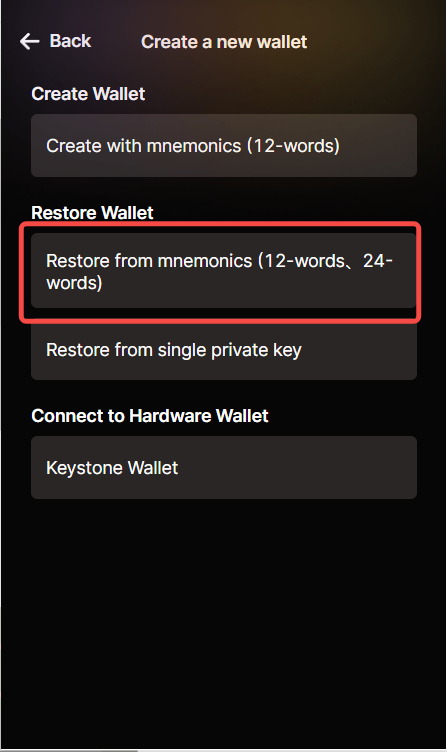 Back
Create a new wallet
Create Wallet
Create with mnemonics (12-words)
Restore Wallet
Restore from mnemonics (12-words、24-
words)
Restore from single private key
Connect to Hardware Wallet
Keystone Wallet